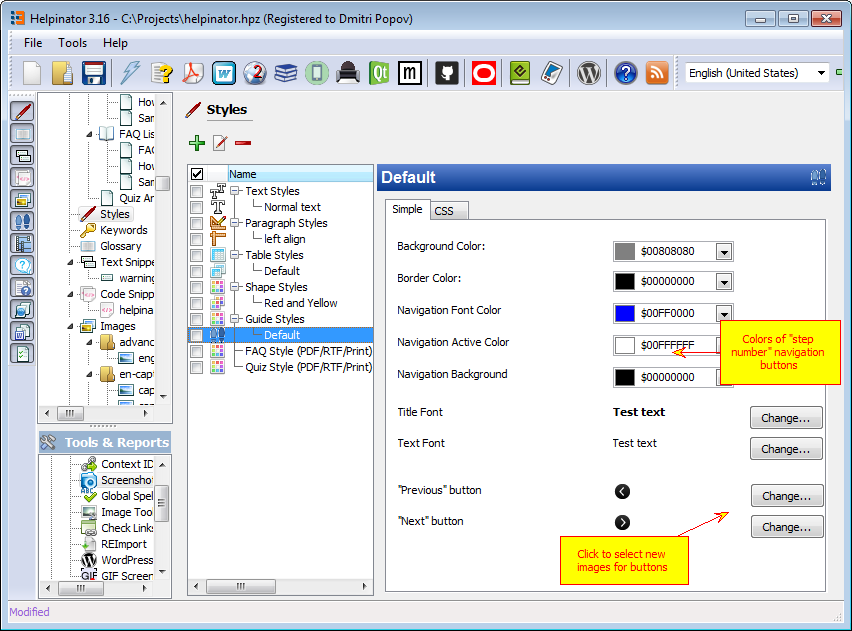 Helpinator 3.16 - C:\Projects\helpinator.hpz (Registered to Dmitri Popov)
File Tools Help
English (United States)
Hov
Sar
FAQ Lis
FAQ
Hov
Sar
Quiz Ar
Styles
Keywords
Glossary
Text Snippe
warning
Code Snipp
helpina
Images
advanc
eng
en-capt
cap
Tools & Reports
Context ID
Screensho
Global Spel
Image Tool
Check Links
REImport
WordPress
GIF Screen
Styles
Name
Text Styles
Normal text
Paragraph Styles
left align
Table Styles
Default
Shape Styles
Red and Yellow
Guide Styles
Default
FAQ Style (PDF/RTF/Print)
Quiz Style (PDF/RTF/Print)
Default
Simple CSS
Background Color: $00808080
Border Color: $00000000
Navigation Font Color $00FF0000
Navigation Active Color $00FFFFFF
Navigation Background $00000000
Colors of "step
number" navigation
buttons
Title Font Test text Change...
Text Font Test text Change...
"Previous" button Change...
"Next" button Change...
Click to select new
images for buttons
Modified